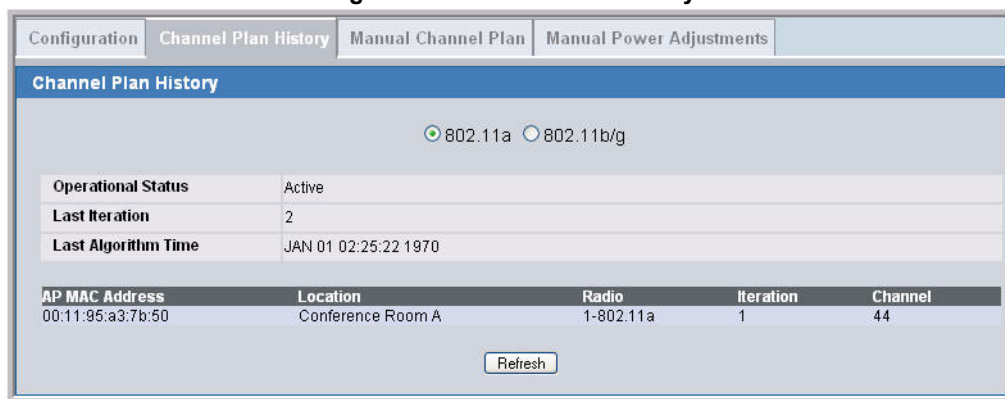 Configuration Channel Plan History Manual Channel Plan Manual Power Adjustments
Channel Plan History
802.11a 802.11b/g
Operational Status Active
Last Iteration 2
Last Algorithm Time JAN 01 02:25:22 1970
AP MAC Address Location Radio Iteration Channel
00:11:95:a3:7b:50 Conference Room A 1-802.11a 1 44
Refresh